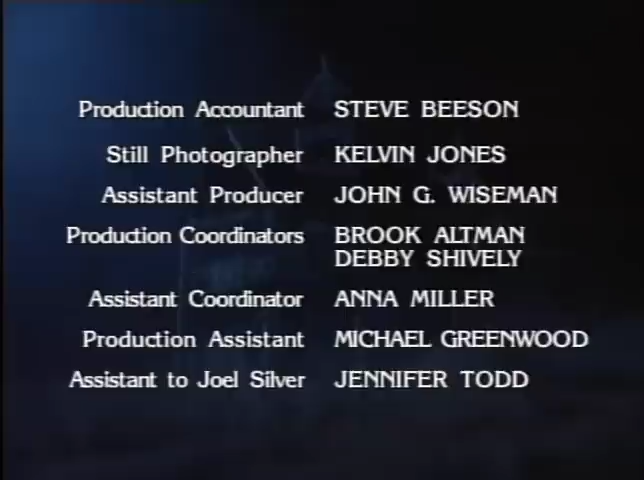 Production Accountant STEVE BEESON
Still Photographer KELVIN JONES
Assistant Producer JOHN G. WISEMAN
Production Coordinators BROOK ALTMAN
DEBBY SHIVELY
Assistant Coordinator ANNA MILLER
Production Assistant MICHAEL GREENWOOD
Assistant to Joel Silver JENNIFER TODD